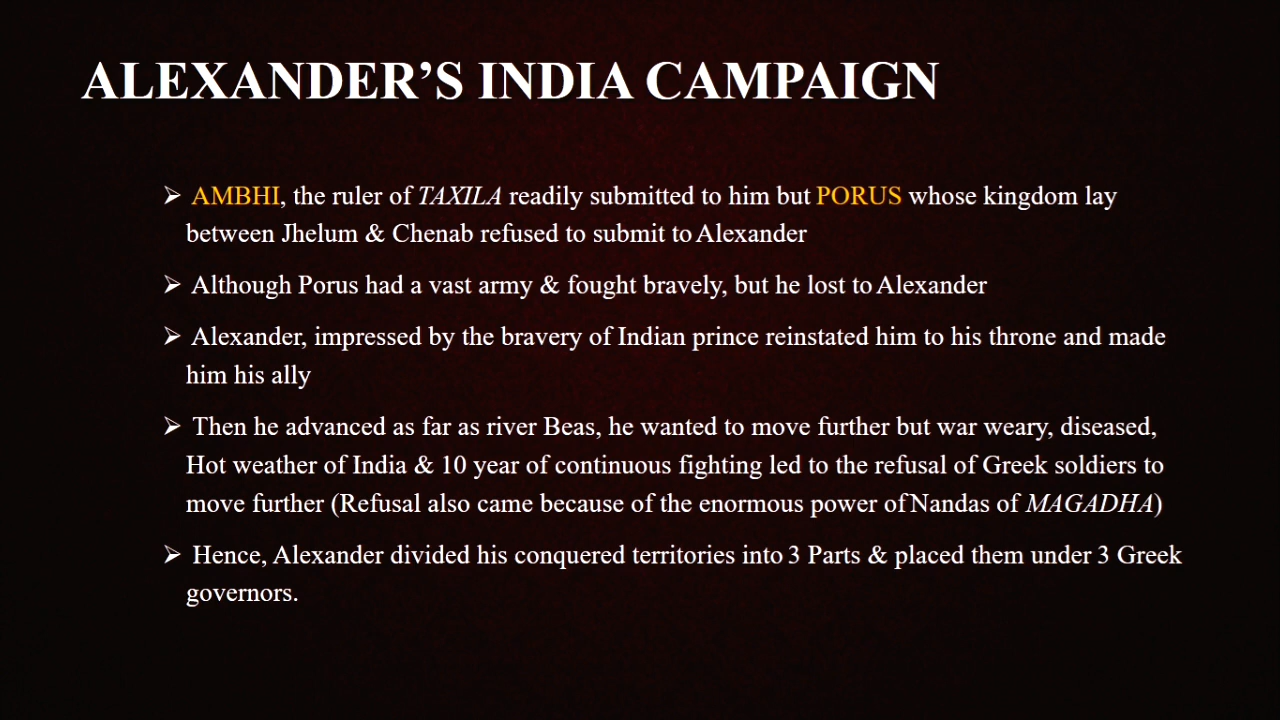 ALEXANDER’S INDIA CAMPAIGN
➢ AMBHI, the ruler of TAXILA readily submitted to him but PORUS whose kingdom lay
between Jhelum & Chenab refused to submit to Alexander
➢ Although Porus had a vast army & fought bravely, but he lost to Alexander
➢ Alexander, impressed by the bravery of Indian prince reinstated him to his throne and made
him his ally
➢ Then he advanced as far as river Beas, he wanted to move further but war weary, diseased,
Hot weather of India & 10 year of continuous fighting led to the refusal of Greek soldiers to
move further (Refusal also came because of the enormous power of Nandas of MAGADHA)
➢ Hence, Alexander divided his conquered territories into 3 Parts & placed them under 3 Greek
governors.